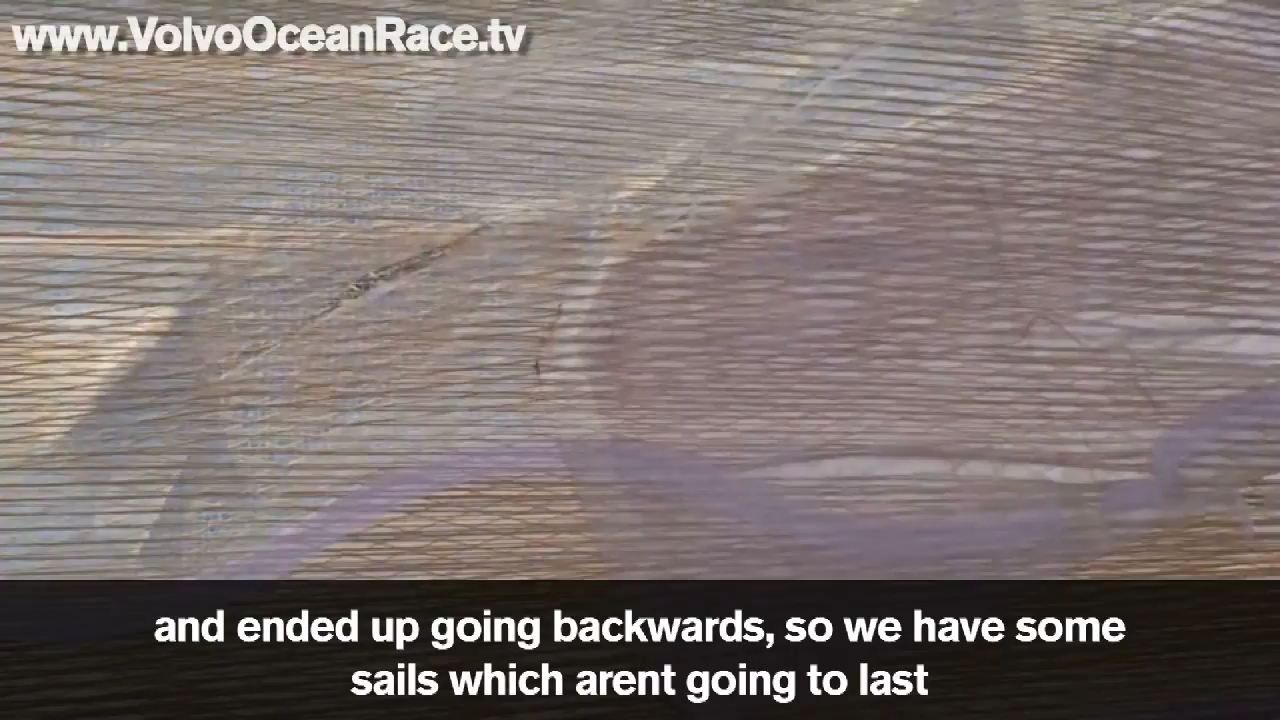 www.VolvoOceanRace.tv
and ended up going backwards, so we have some
sails which arent going to last